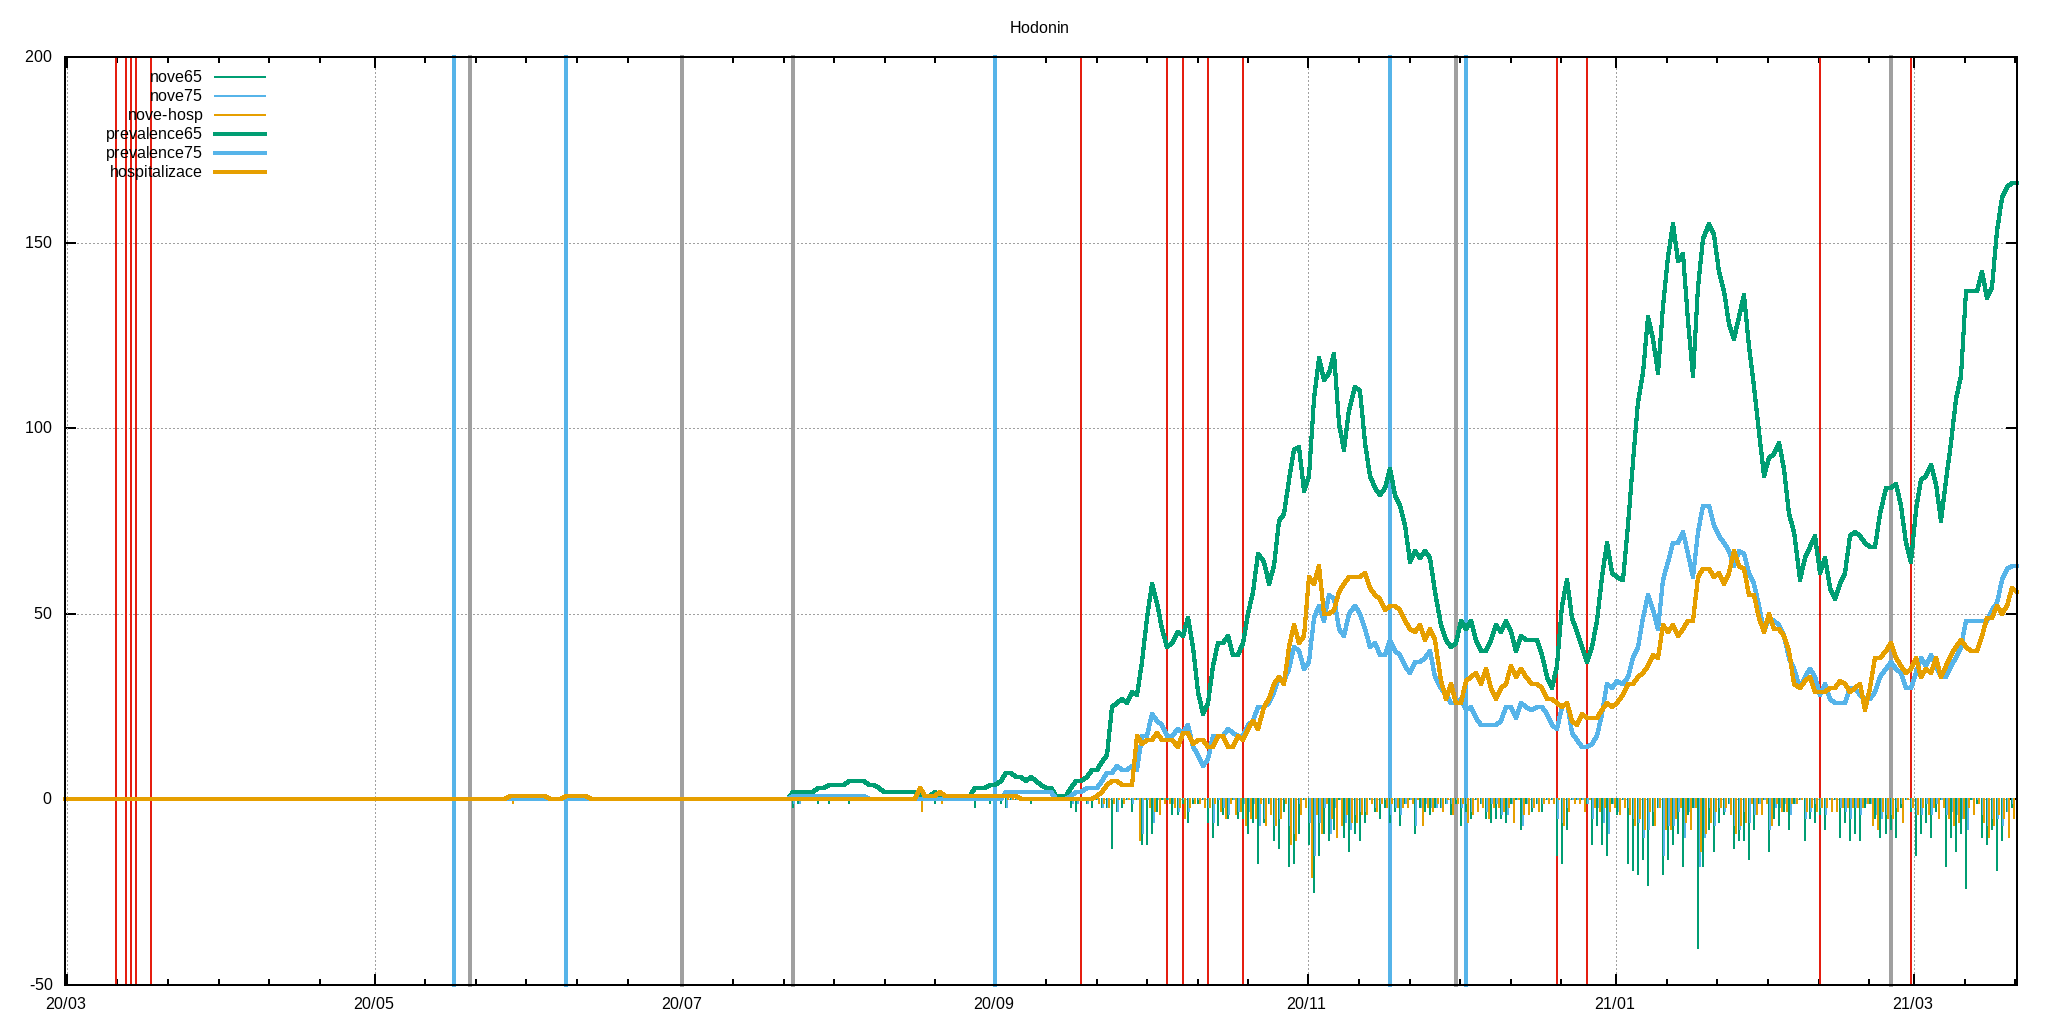 Hodonin
200
150
100
50
0
-50
nove65
nove75
nove-hosp
prevalence65
prevalence75
hospitalizace
20/03
20/05
20/07
20/09
20/11
21/01
21/03